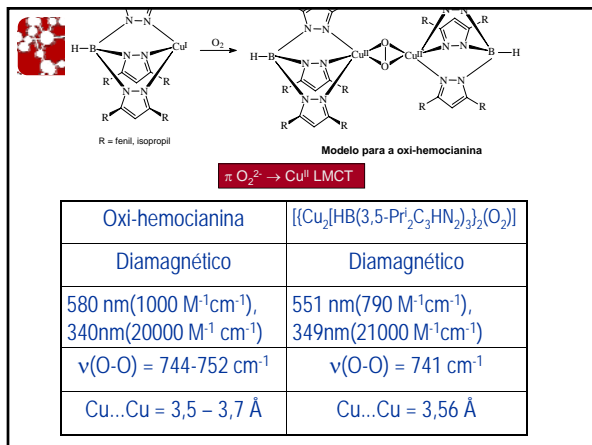 N N
Cu^I
O₂
H-B
N N
R
R
N N
R
R
R = fenil, isopropil
N N
R
Cu^II
O
O
Cu^II
B-H
H-B
N N
R
R
N N
R
R
N N
R
R
Modelo para a oxi-hemocianina
π O₂²⁻ → Cu^II LMCT
Oxi-hemocianina
[{Cu₂[HB(3,5-Pr^i₂C₃HN₂)₃}₂(O₂)]
Diamagnético
Diamagnético
580 nm(1000 M⁻¹cm⁻¹),
340nm(20000 M⁻¹ cm⁻¹)
551 nm(790 M⁻¹cm⁻¹),
349nm(21000 M⁻¹cm⁻¹)
ν(O-O) = 744-752 cm⁻¹
ν(O-O) = 741 cm⁻¹
Cu...Cu = 3,5 – 3,7 Å
Cu...Cu = 3,56 Å